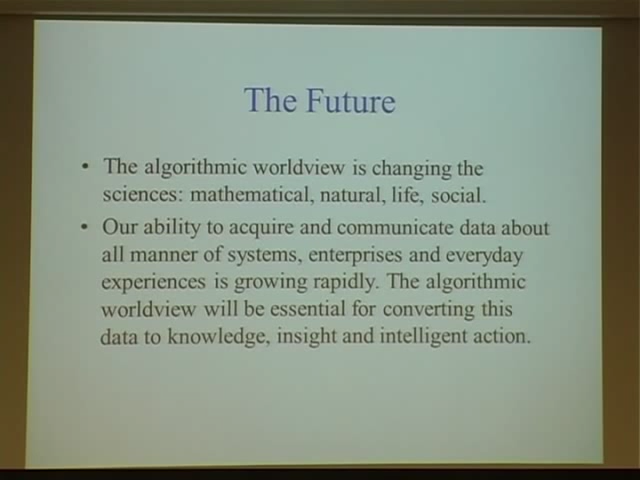 The Future
• The algorithmic worldview is changing the
sciences: mathematical, natural, life, social.
• Our ability to acquire and communicate data about
all manner of systems, enterprises and everyday
experiences is growing rapidly. The algorithmic
worldview will be essential for converting this
data to knowledge, insight and intelligent action.